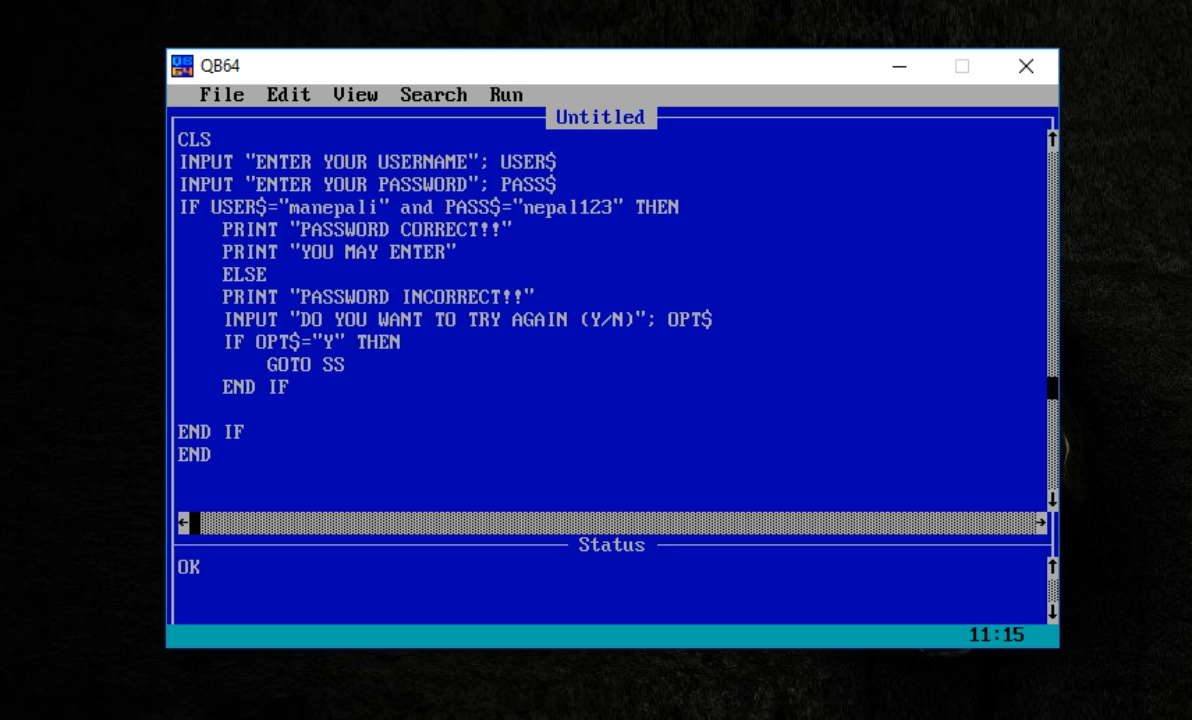 QB64
File Edit View Search Run
Untitled
CLS
INPUT "ENTER YOUR USERNAME"; USER$
INPUT "ENTER YOUR PASSWORD"; PASS$
IF USER$="manepali" and PASS$="nepal123" THEN
PRINT "PASSWORD CORRECT!!"
PRINT "YOU MAY ENTER"
ELSE
PRINT "PASSWORD INCORRECT!!"
INPUT "DO YOU WANT TO TRY AGAIN (Y/N)"; OPT$
IF OPT$="Y" THEN
GOTO SS
END IF
END IF
END
Status
OK
11:15